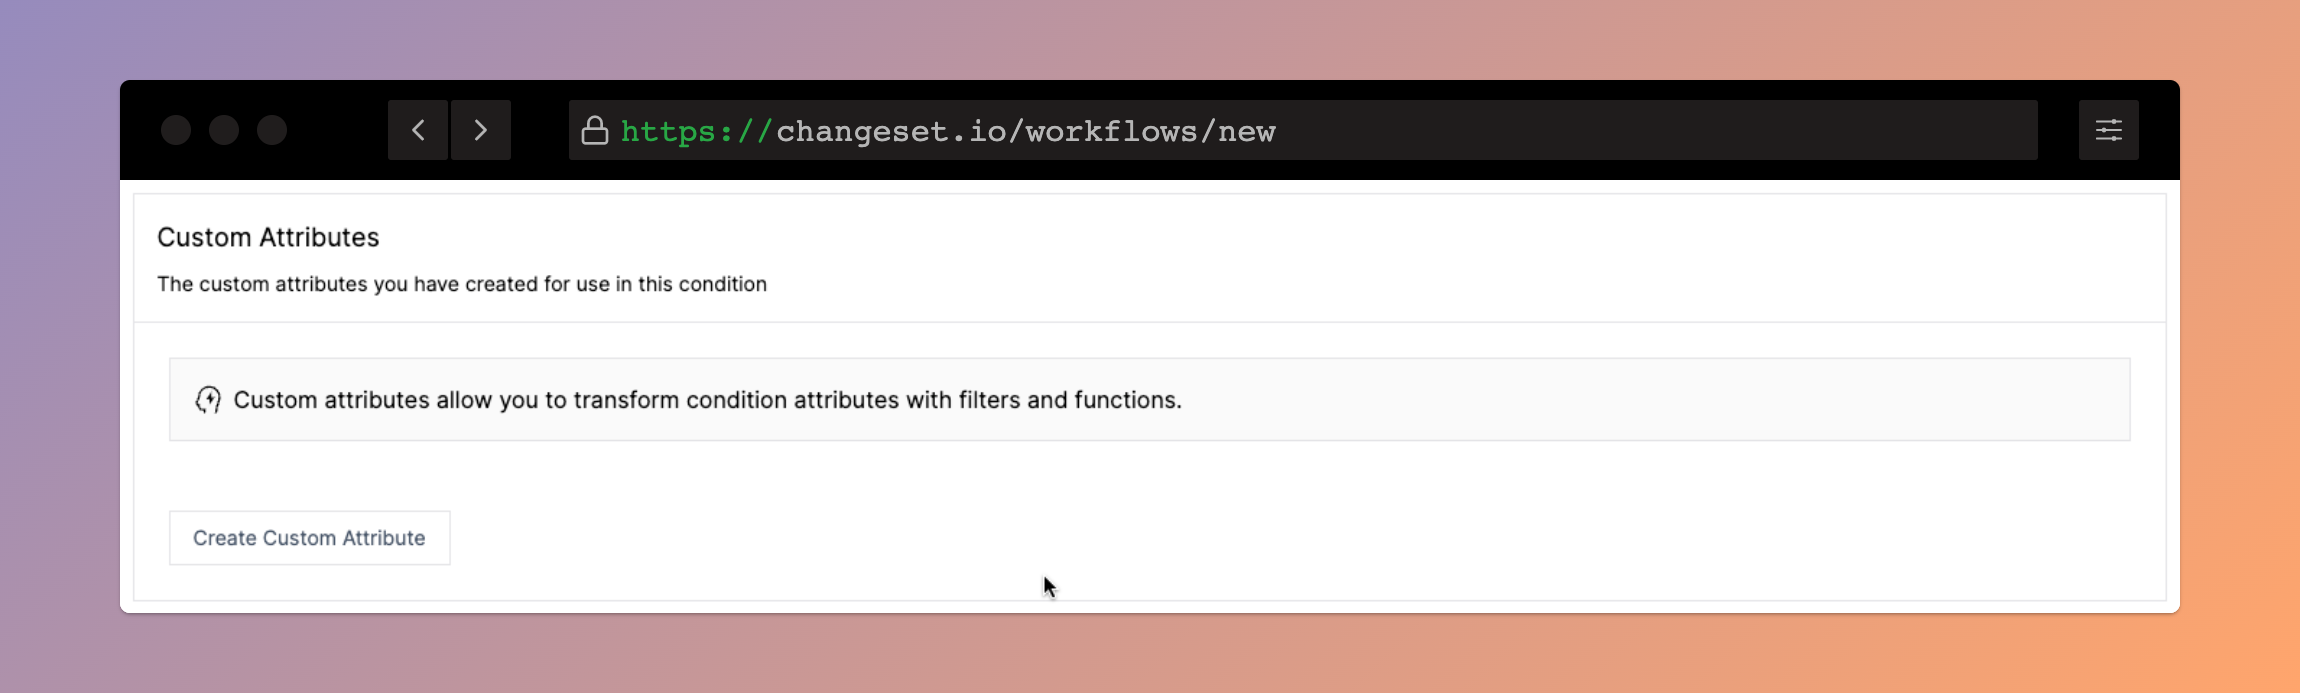 https://changeset.io/workflows/new
Custom Attributes
The custom attributes you have created for use in this condition
Custom attributes allow you to transform condition attributes with filters and functions.
Create Custom Attribute